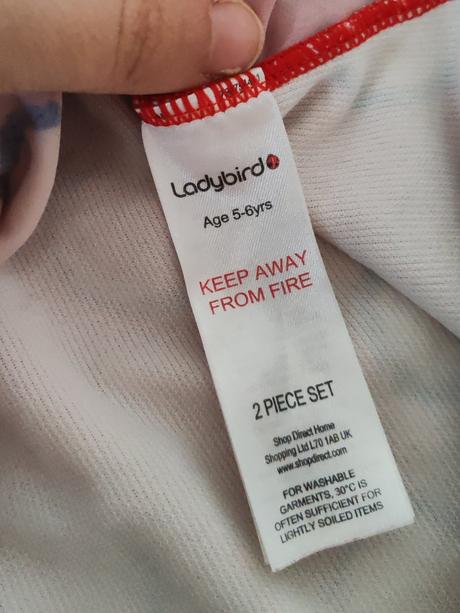 Ladybird
Age 5-6yrs
KEEP AWAY
FROM FIRE
2 PIECE SET
Shop Direct Home
Shopping Ltd L70 1AB UK
www.shopdirect.com
FOR WASHABLE
GARMENTS, 30°C IS
OFTEN SUFFICIENT FOR
LIGHTLY SOILED ITEMS